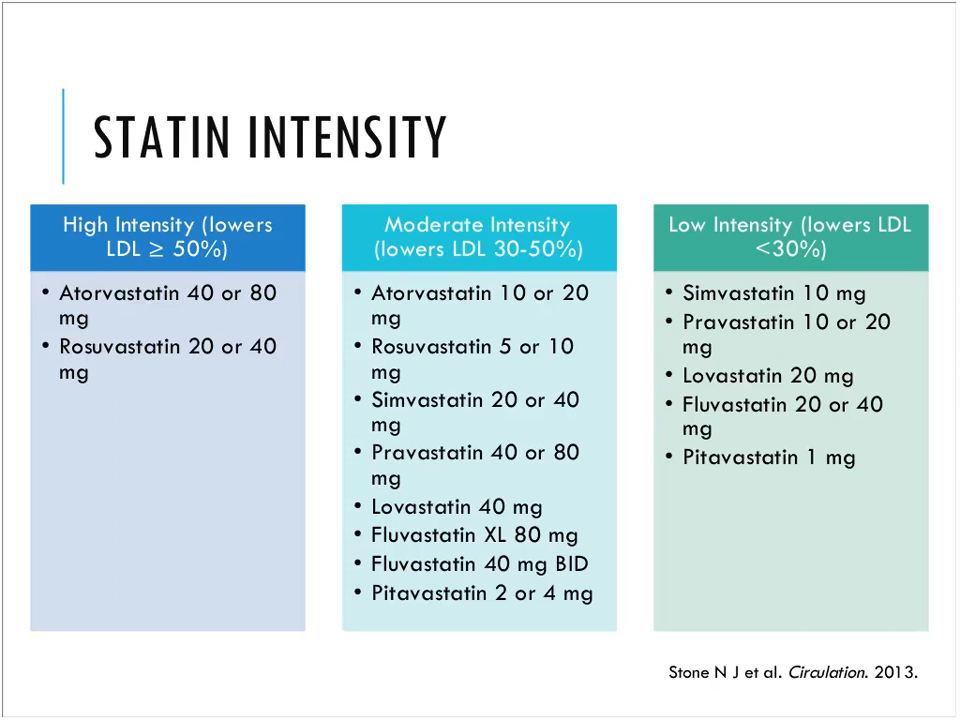 STATIN INTENSITY
High Intensity (lowers
LDL ≥ 50%)
• Atorvastatin 40 or 80
mg
• Rosuvastatin 20 or 40
mg
Moderate Intensity
(lowers LDL 30-50%)
• Atorvastatin 10 or 20
mg
• Rosuvastatin 5 or 10
mg
• Simvastatin 20 or 40
mg
• Pravastatin 40 or 80
mg
• Lovastatin 40 mg
• Fluvastatin XL 80 mg
• Fluvastatin 40 mg BID
• Pitavastatin 2 or 4 mg
Low Intensity (lowers LDL
<30%)
• Simvastatin 10 mg
• Pravastatin 10 or 20
mg
• Lovastatin 20 mg
• Fluvastatin 20 or 40
mg
• Pitavastatin 1 mg
Stone N J et al. Circulation. 2013.